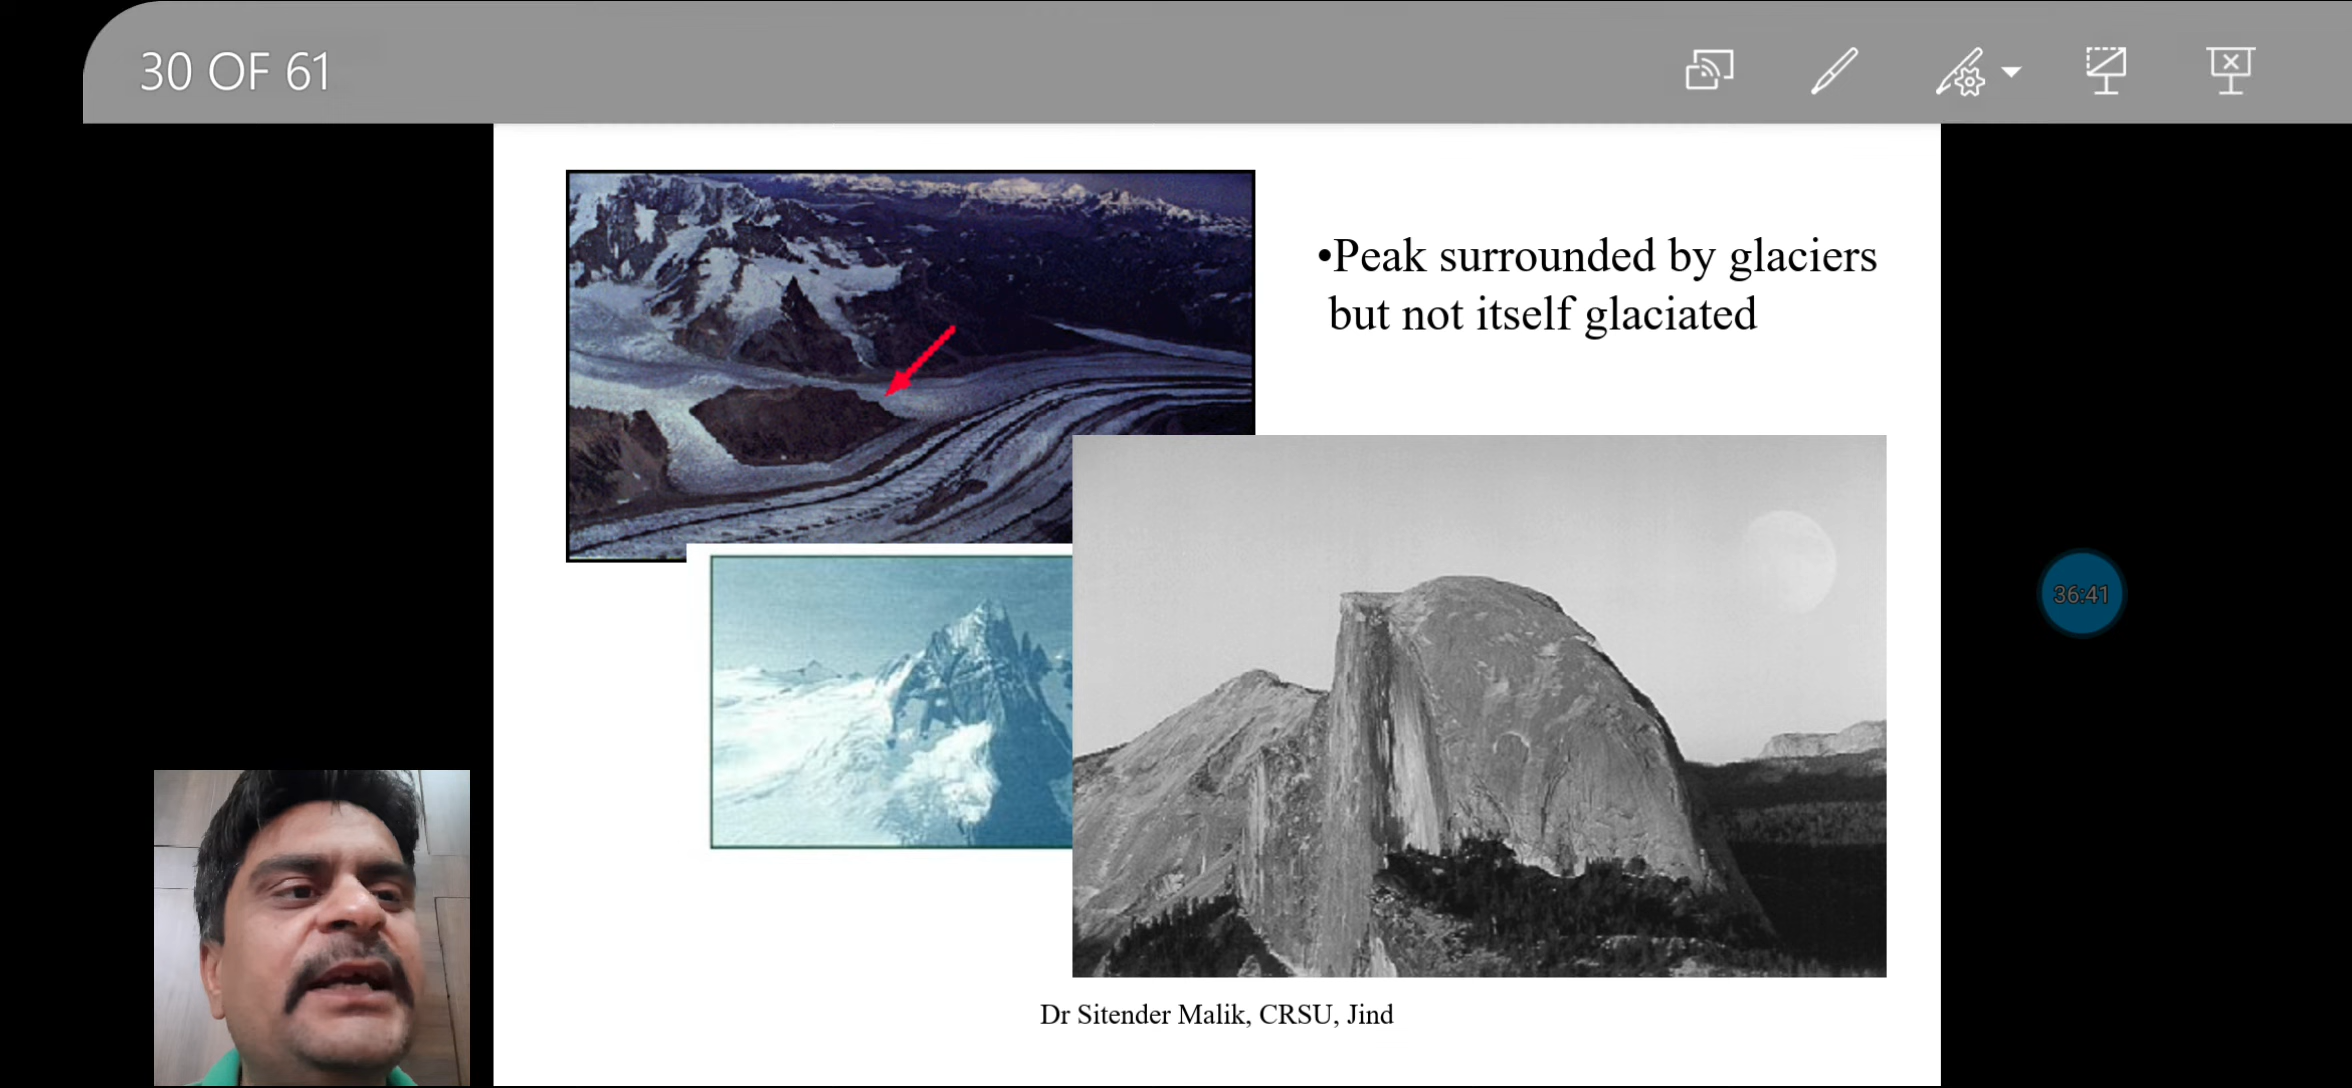 30 OF 61
•Peak surrounded by glaciers
but not itself glaciated
36:41
Dr Sitender Malik, CRSU, Jind